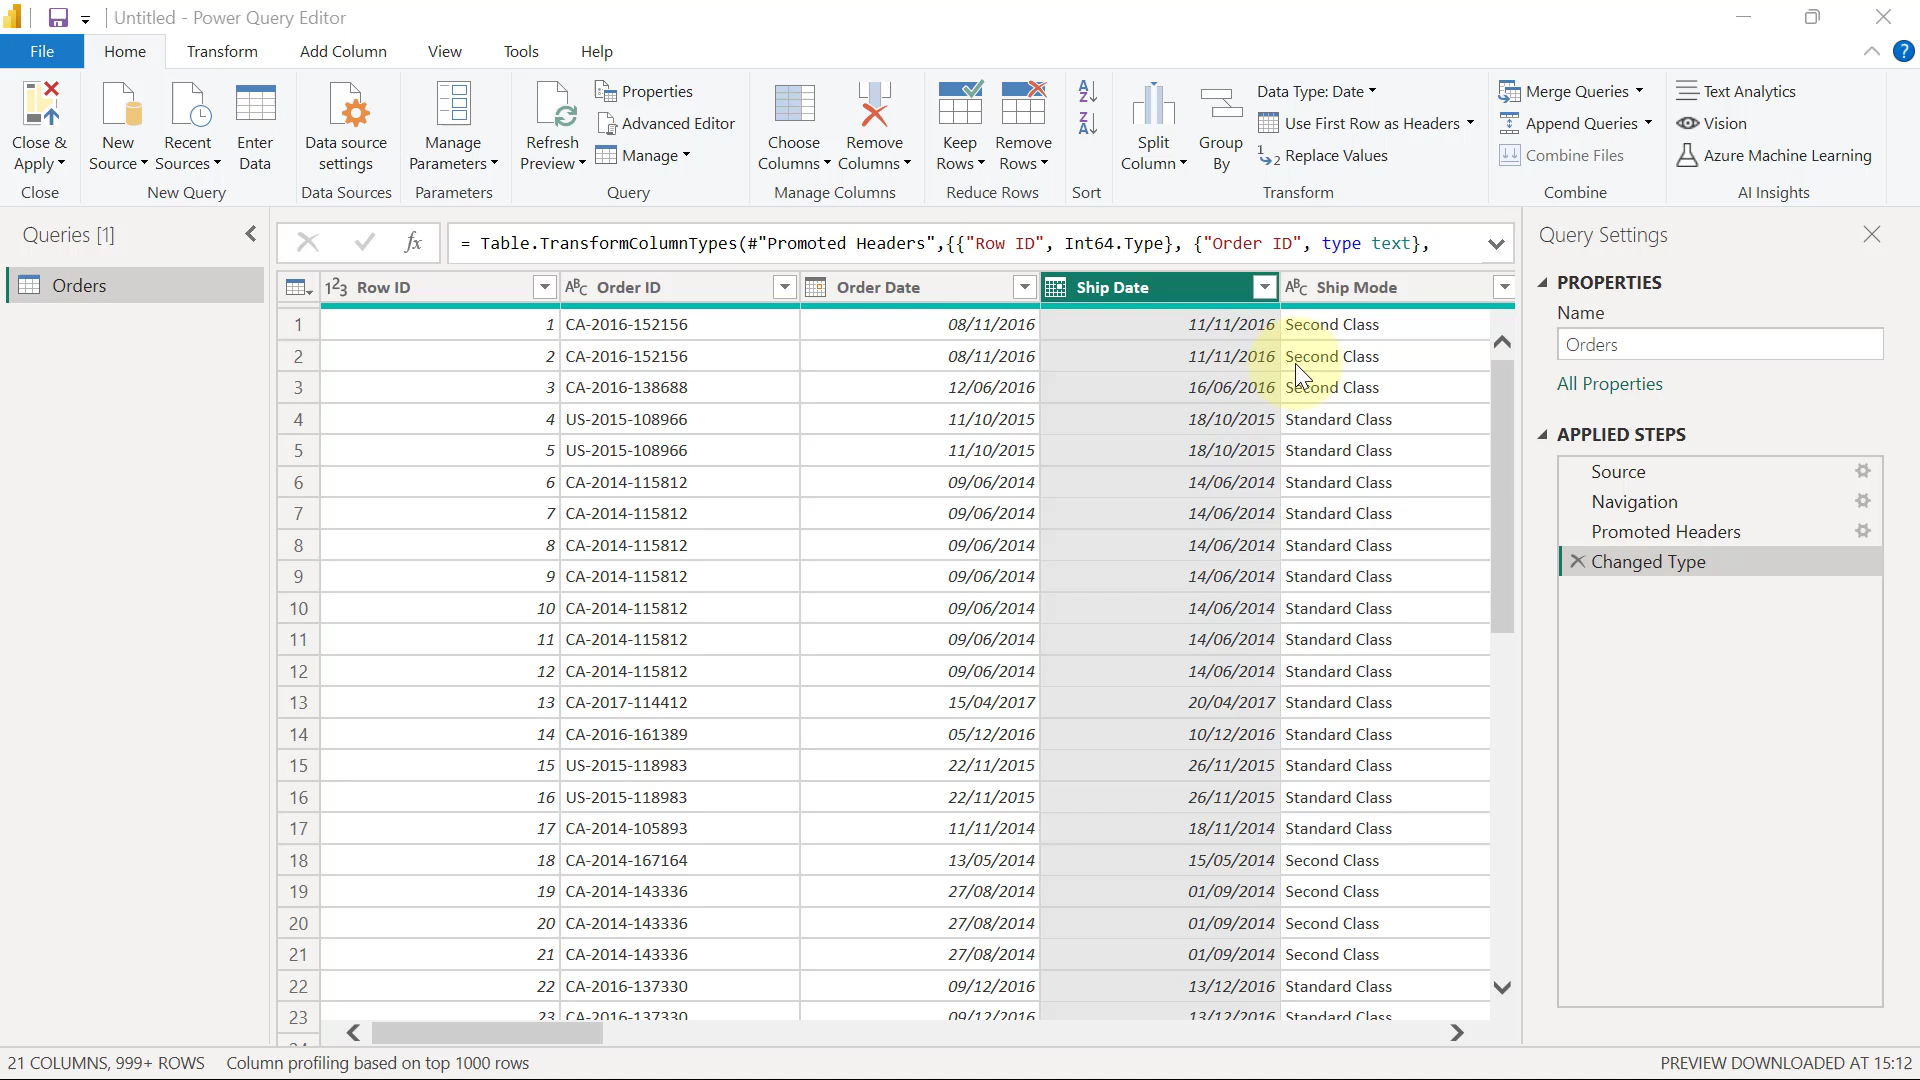 Untitled - Power Query Editor
File Home Transform Add Column View Tools Help
Close & Apply
Close
New Source
Recent Sources
Enter Data
New Query
Data source settings
Data Sources
Manage Parameters
Parameters
Refresh Preview
Properties
Advanced Editor
Manage
Query
Choose Columns
Remove Columns
Manage Columns
Keep Rows
Remove Rows
Reduce Rows
Sort
Split Column
Group By
Data Type: Date
Use First Row as Headers
Replace Values
Transform
Merge Queries
Append Queries
Combine Files
Combine
Text Analytics
Vision
Azure Machine Learning
AI Insights
Queries [1]
Orders
fx = Table.TransformColumnTypes(#"Promoted Headers",{{"Row ID", Int64.Type}, {"Order ID", type text},
Row ID Order ID Order Date Ship Date Ship Mode
1 1 CA-2016-152156 08/11/2016 11/11/2016 Second Class
2 2 CA-2016-152156 08/11/2016 11/11/2016 Second Class
3 3 CA-2016-138688 12/06/2016 16/06/2016 Second Class
4 4 US-2015-108966 11/10/2015 18/10/2015 Standard Class
5 5 US-2015-108966 11/10/2015 18/10/2015 Standard Class
6 6 CA-2014-115812 09/06/2014 14/06/2014 Standard Class
7 7 CA-2014-115812 09/06/2014 14/06/2014 Standard Class
8 8 CA-2014-115812 09/06/2014 14/06/2014 Standard Class
9 9 CA-2014-115812 09/06/2014 14/06/2014 Standard Class
10 10 CA-2014-115812 09/06/2014 14/06/2014 Standard Class
11 11 CA-2014-115812 09/06/2014 14/06/2014 Standard Class
12 12 CA-2014-115812 09/06/2014 14/06/2014 Standard Class
13 13 CA-2017-114412 15/04/2017 20/04/2017 Standard Class
14 14 CA-2016-161389 05/12/2016 10/12/2016 Standard Class
15 15 US-2015-118983 22/11/2015 26/11/2015 Standard Class
16 16 US-2015-118983 22/11/2015 26/11/2015 Standard Class
17 17 CA-2014-105893 11/11/2014 18/11/2014 Standard Class
18 18 CA-2014-167164 13/05/2014 15/05/2014 Second Class
19 19 CA-2014-143336 27/08/2014 01/09/2014 Second Class
20 20 CA-2014-143336 27/08/2014 01/09/2014 Second Class
21 21 CA-2014-143336 27/08/2014 01/09/2014 Second Class
22 22 CA-2016-137330 09/12/2016 13/12/2016 Standard Class
23 23 CA-2016-137330 09/12/2016 13/12/2016 Standard Class
Query Settings
PROPERTIES
Name
Orders
All Properties
APPLIED STEPS
Source
Navigation
Promoted Headers
Changed Type
21 COLUMNS, 999+ ROWS Column profiling based on top 1000 rows
PREVIEW DOWNLOADED AT 15:12